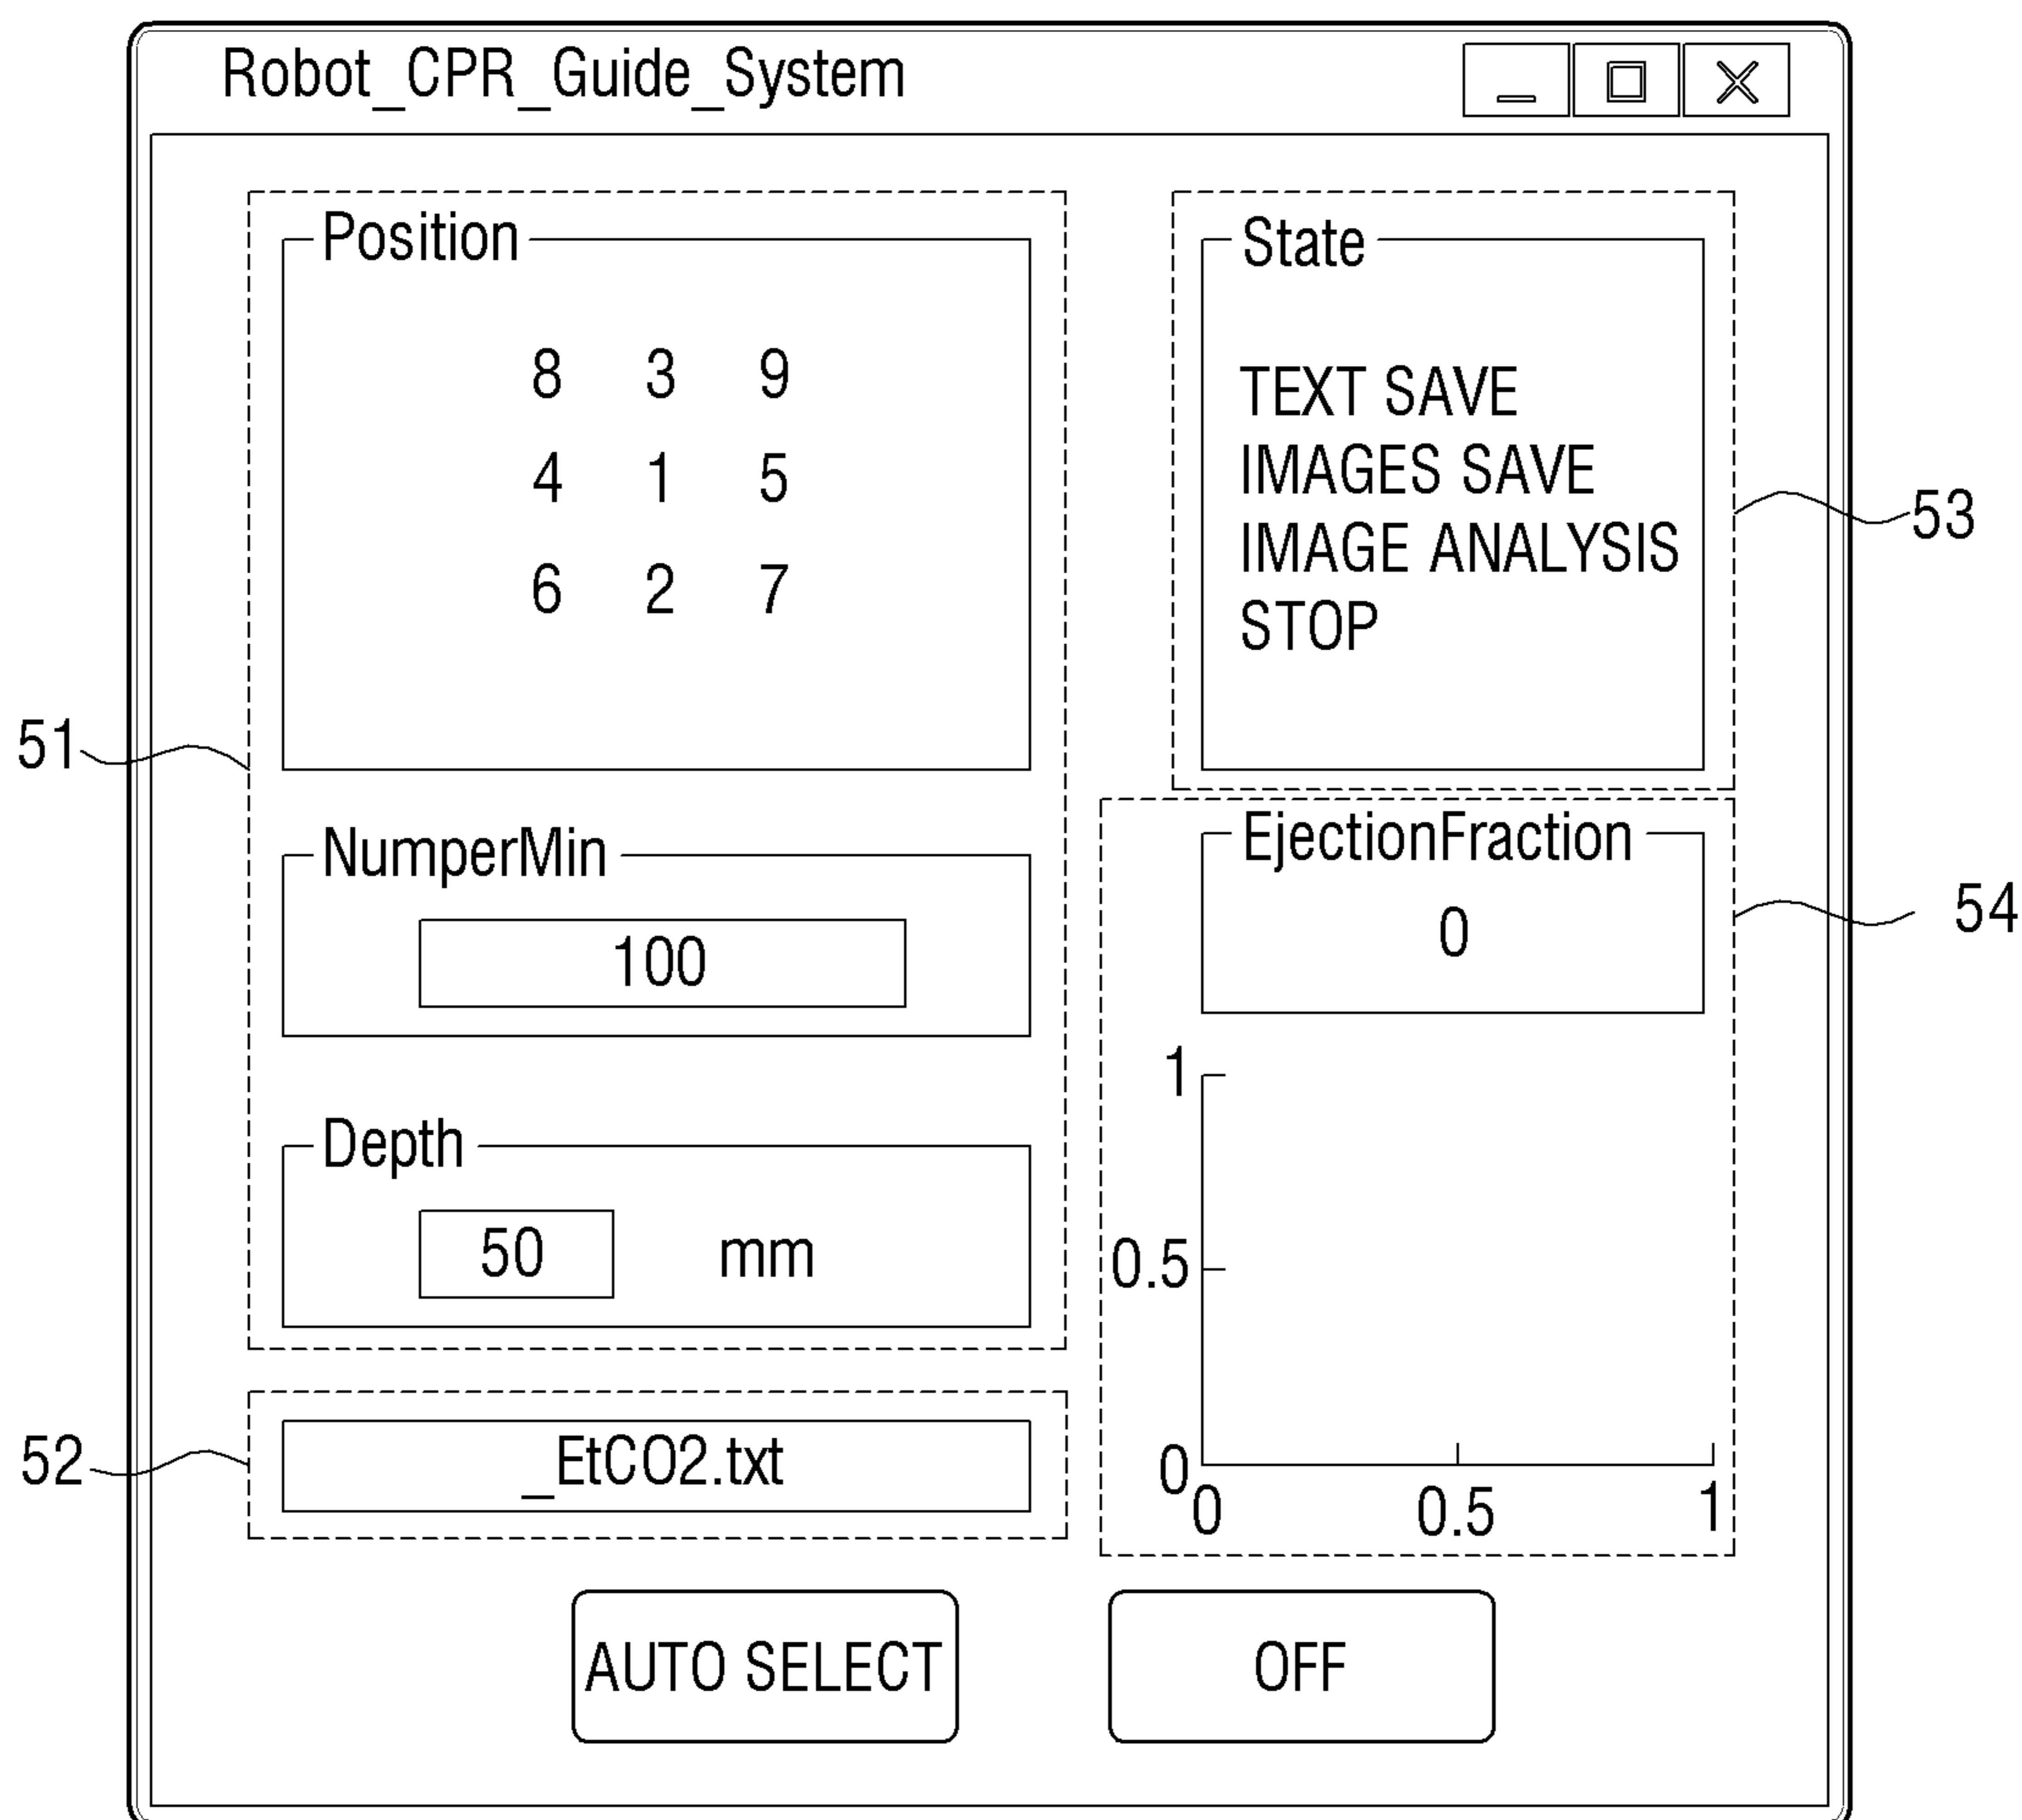 Robot_CPR_Guide_System
Position
8 3 9
4 1 5
6 2 7
51
NumperMin
100
Depth
50 mm
52
_EtCO2.txt
State
TEXT SAVE
IMAGES SAVE
IMAGE ANALYSIS
STOP
53
EjectionFraction
0
54
1
0.5
0
0 0.5 1
AUTO SELECT
OFF